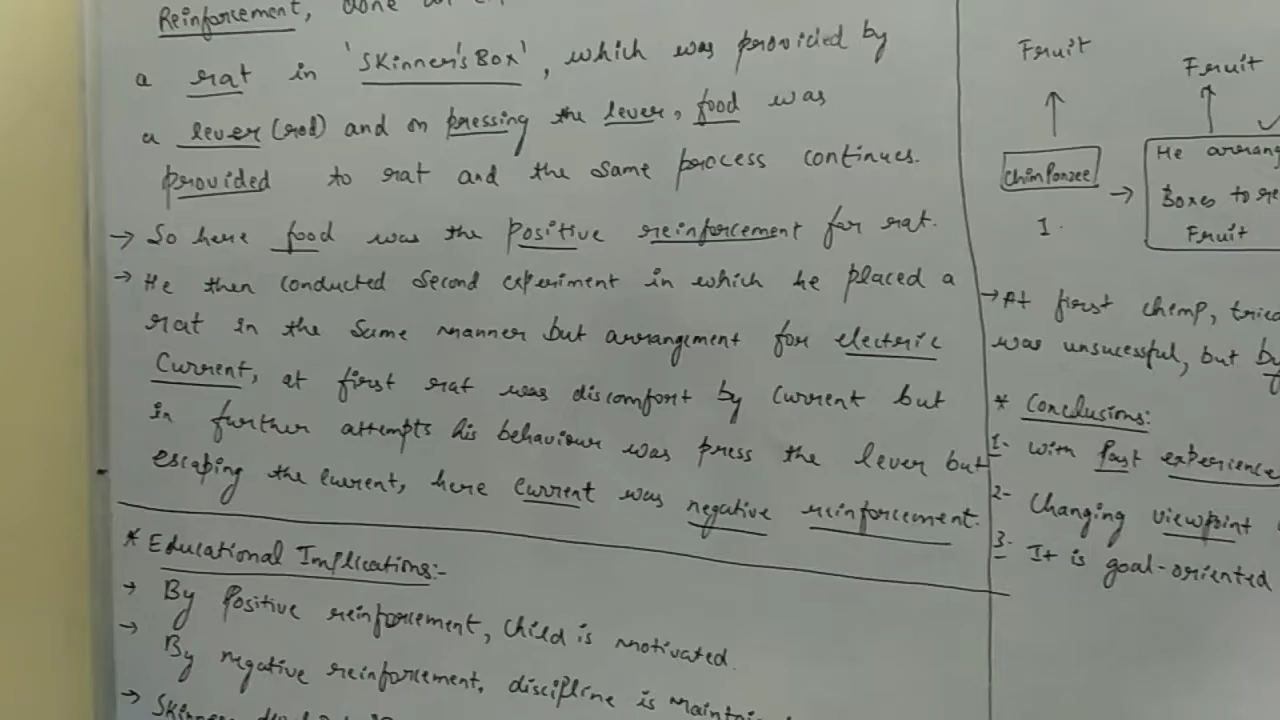 Reinforcement, done
a rat in 'Skinner's Box', which was provided by
a lever (rod) and on pressing the lever, food was
provided to rat and the same process continues.
→ So here food was the positive reinforcement for rat.
→ He then conducted second experiment in which he placed a
rat in the same manner but arrangement for electric
current, at first rat was discomfort by current but
in further attempts his behaviour was press the lever but
escaping the current, here current was negative reinforcement.
* Educational Implications:-
→ By positive reinforcement, child is motivated.
→ By negative reinforcement, discipline is
→ Skinner
Fruit
Fruit
Chimponzee
→
He
Boxes to
Fruit
I.
→ At first chimp, tried
was unsucessful, but
* Conclusions:
1- with Past experience
2- Changing viewpoint
3- It is goal-oriented